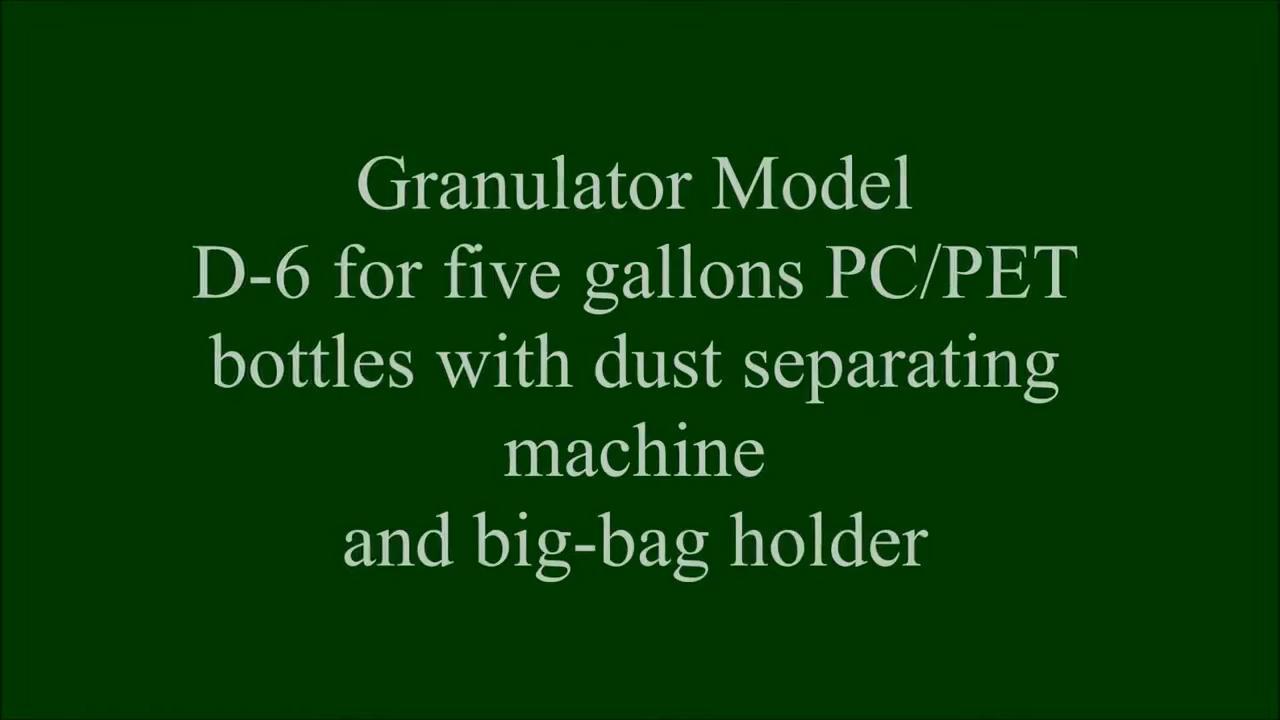 Granulator Model
D-6 for five gallons PC/PET
bottles with dust separating
machine
and big-bag holder